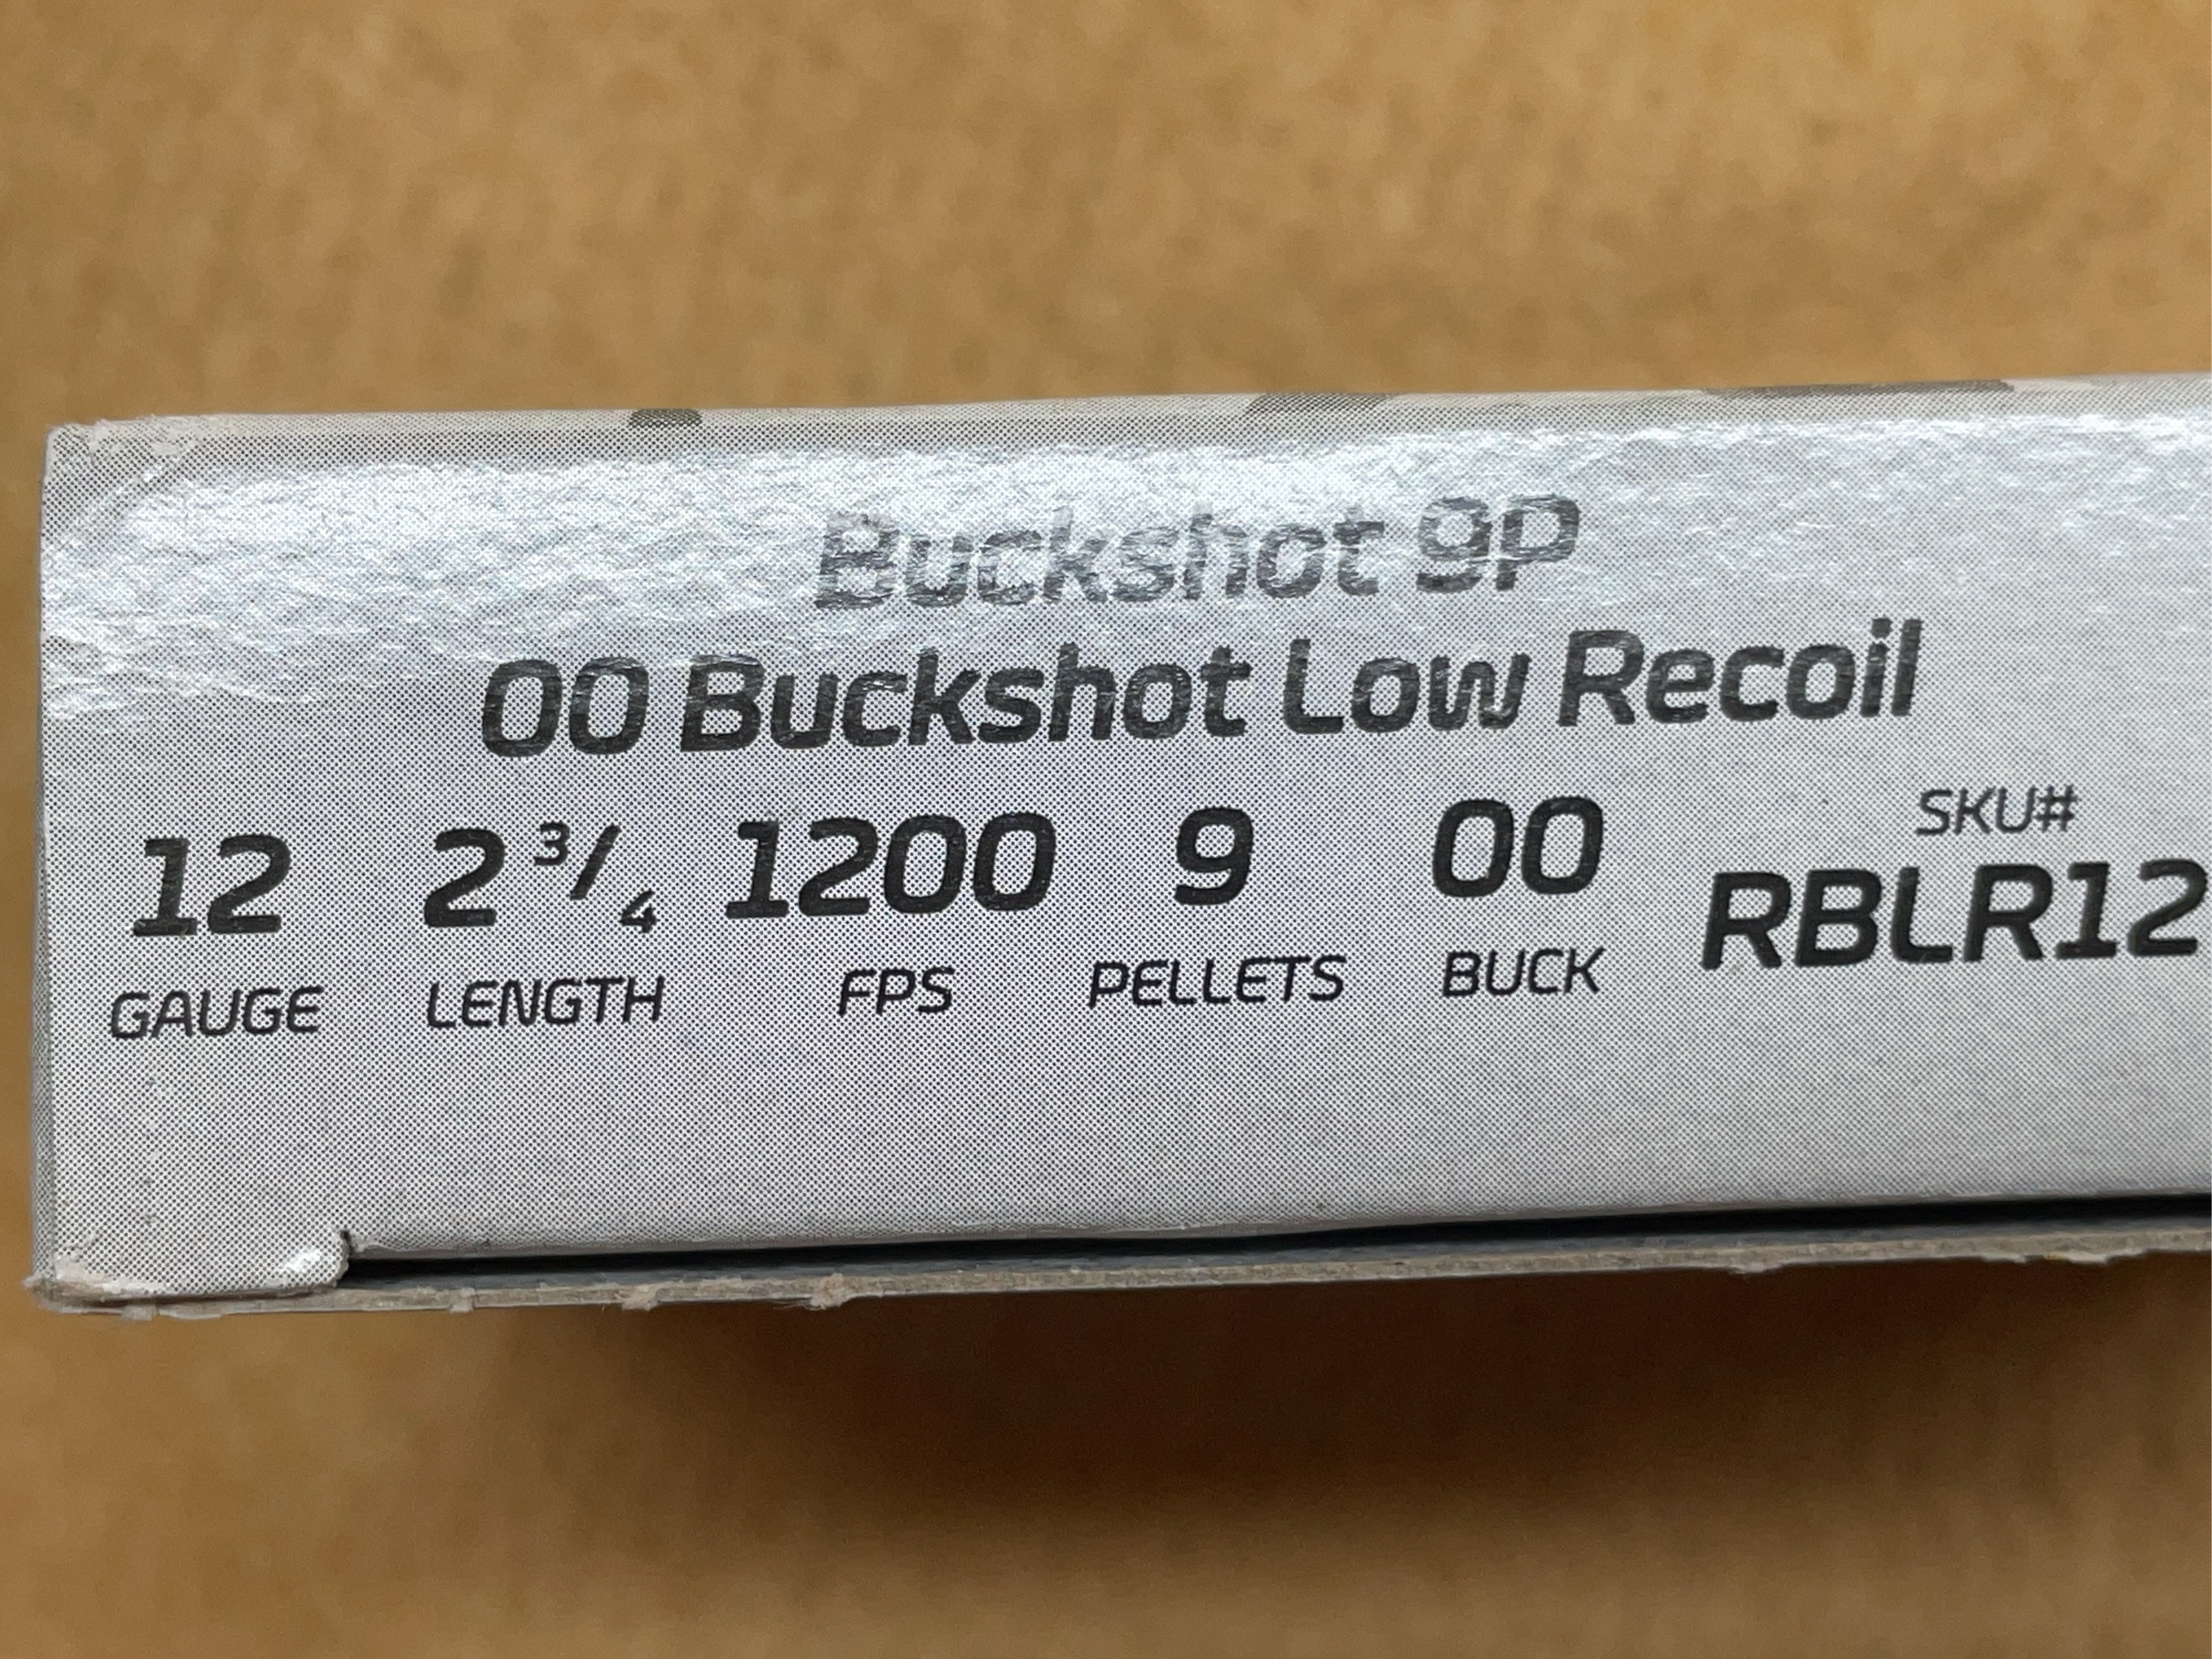 Buckshot 9P
00 Buckshot Low Recoil
12 2 3/4 1200 9 00 SKU#
GAUGE LENGTH FPS PELLETS BUCK RBLR12